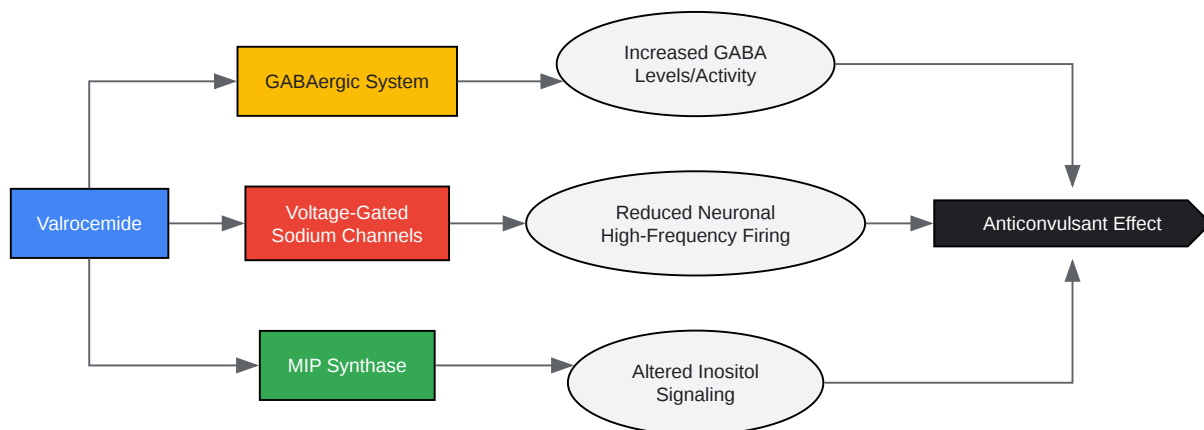 Increased GABA
Levels/Activity
GABAergic System
Valrocemide
Voltage-Gated
Sodium Channels
Reduced Neuronal
High-Frequency Firing
Anticonvulsant Effect
MIP Synthase
Altered Inositol
Signaling